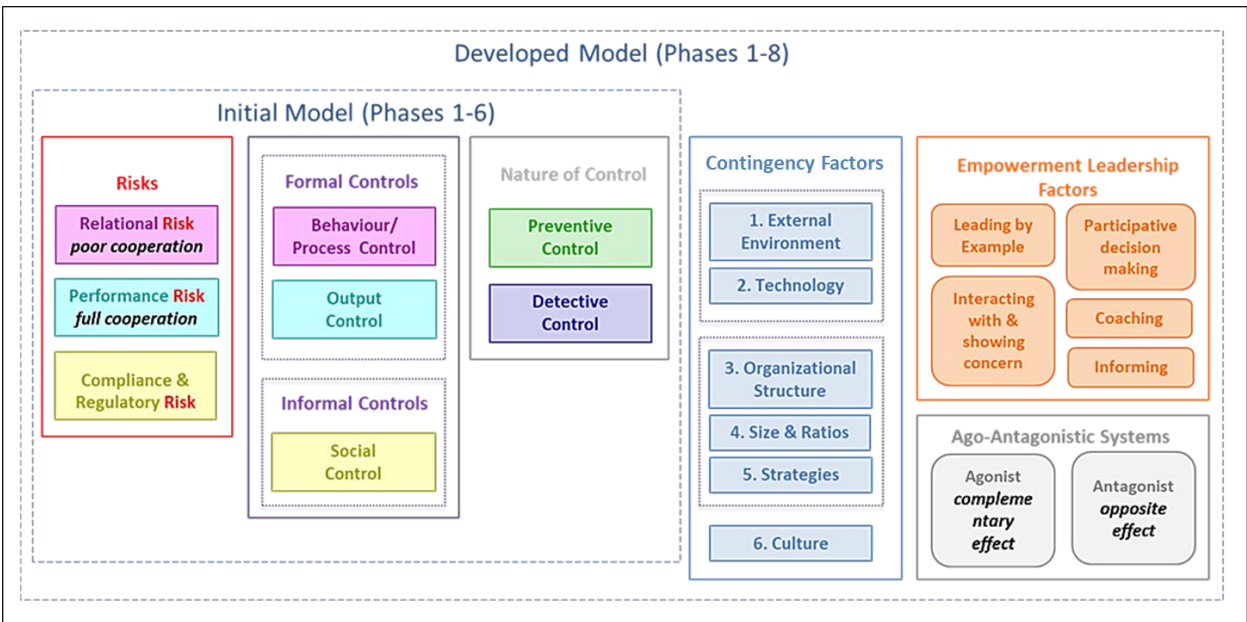 Developed Model (Phases 1-8)
Initial Model (Phases 1-6)
Risks
Relational Risk
poor cooperation
Performance Risk
full cooperation
Compliance &
Regulatory Risk
Formal Controls
Behaviour/
Process Control
Output
Control
Informal Controls
Social
Control
Nature of Control
Preventive
Control
Detective
Control
Contingency Factors
1. External
Environment
2. Technology
3. Organizational
Structure
4. Size & Ratios
5. Strategies
6. Culture
Empowerment Leadership
Factors
Leading by
Example
Participative
decision
making
Interacting
with &
showing
concern
Coaching
Informing
Ago-Antagonistic Systems
Agonist
compleme
ntary
effect
Antagonist
opposite
effect